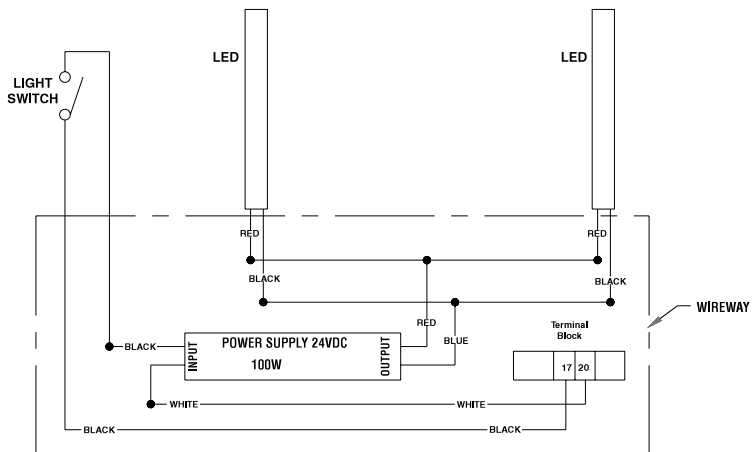 LED
LED
LIGHT
SWITCH
RED
RED
BLACK
BLACK
RED
BLUE
WIREWAY
Terminal
Block
BLACK
INPUT
POWER SUPPLY 24VDC
100W
OUTPUT
17 20
WHITE
WHITE
BLACK
BLACK